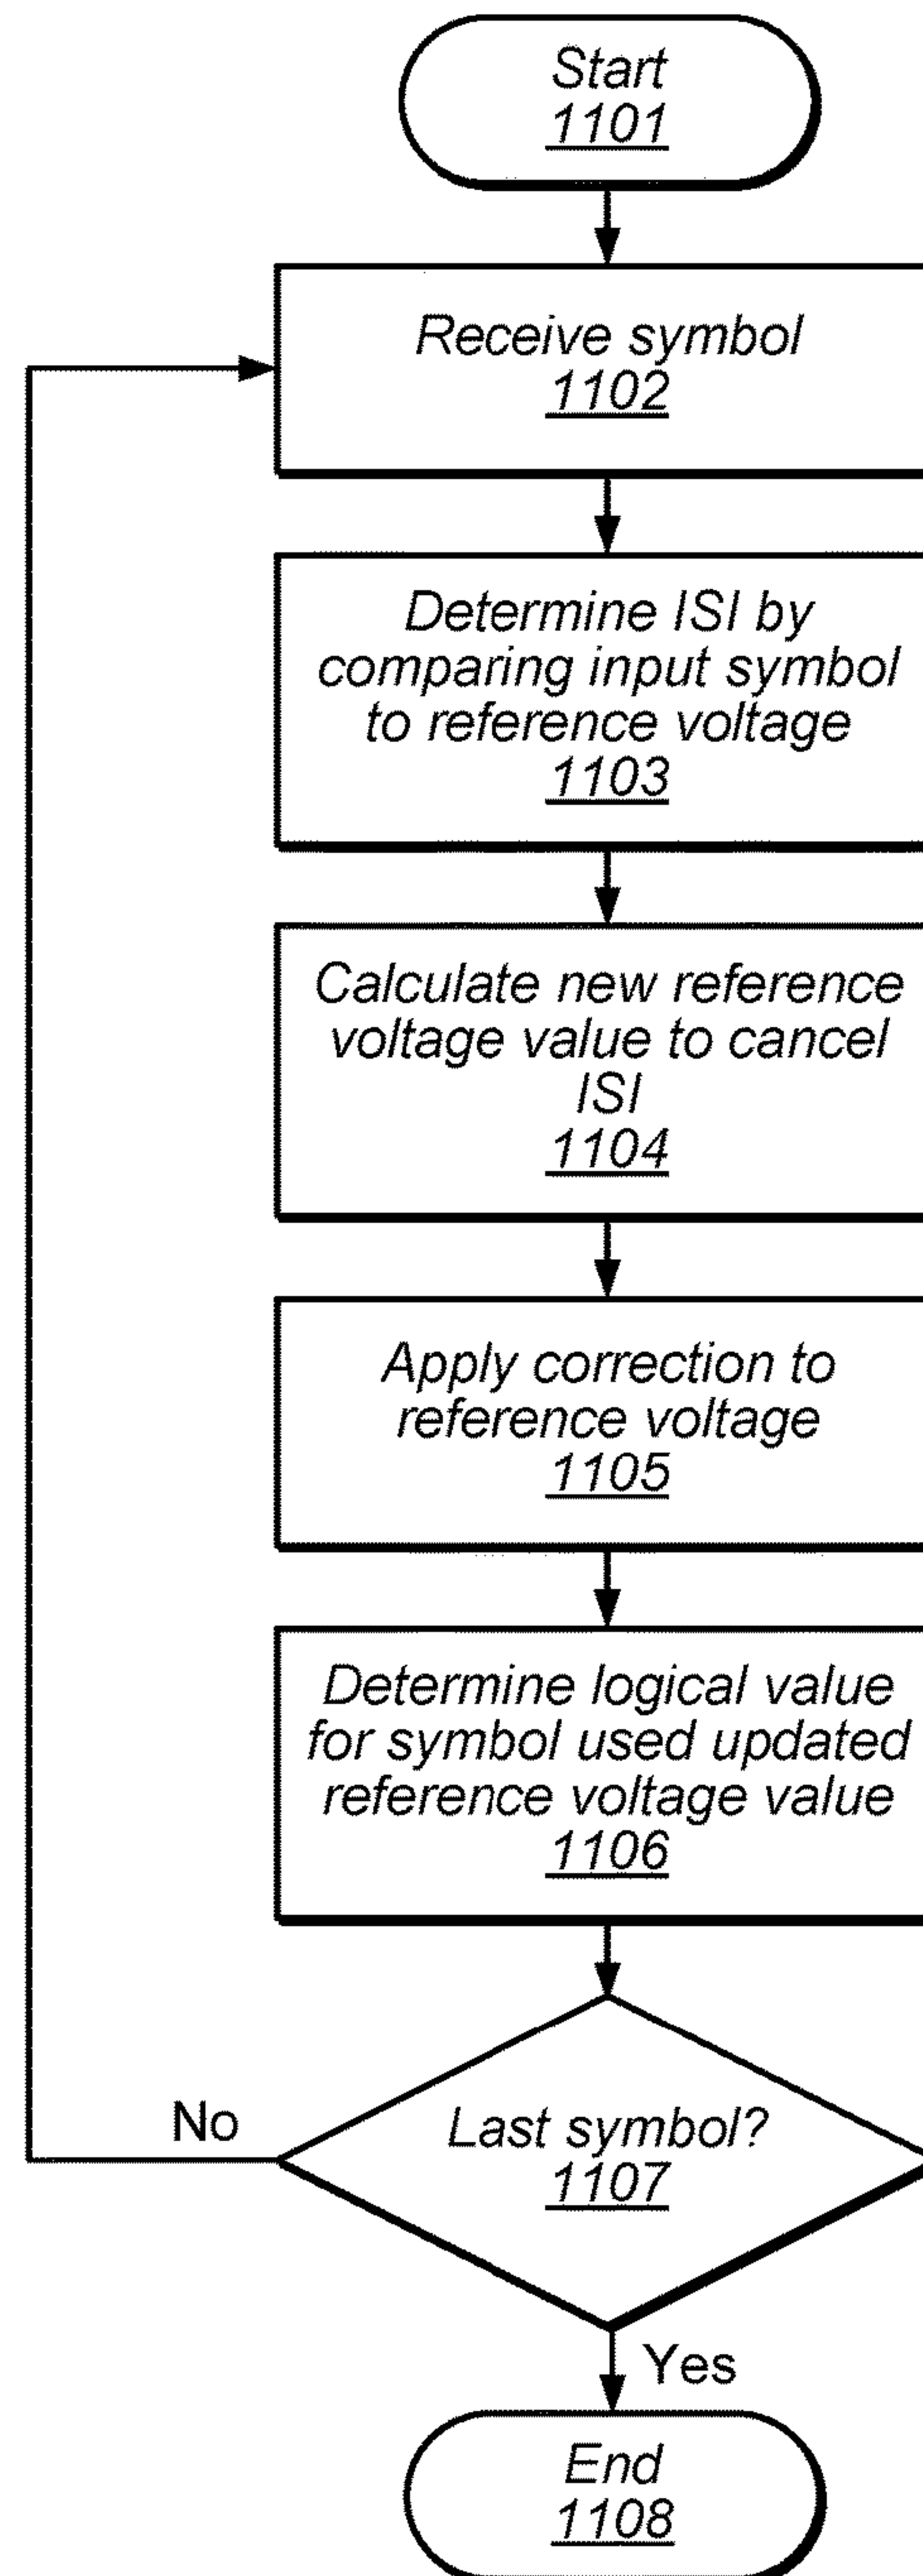 Start
1101
Receive symbol
1102
Determine ISI by
comparing input symbol
to reference voltage
1103
Calculate new reference
voltage value to cancel
ISI
1104
Apply correction to
reference voltage
1105
Determine logical value
for symbol used updated
reference voltage value
1106
Last symbol?
1107
No
Yes
End
1108